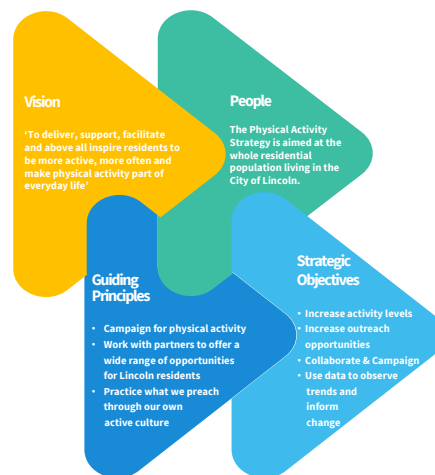 Vision
'To deliver, support, facilitate
and above all inspire residents to
be more active, more often and
make physical activity part of
everyday life'
People
The Physical Activity
Strategy is aimed at the
whole residential
population living in the
City of Lincoln.
Guiding
Principles
• Campaign for physical activity
• Work with partners to offer a
wide range of opportunities
for Lincoln residents
• Practice what we preach
through our own
active culture
Strategic
Objectives
• Increase activity levels
• Increase outreach
opportunities
• Collaborate & Campaign
• Use data to observe
trends and
inform
change